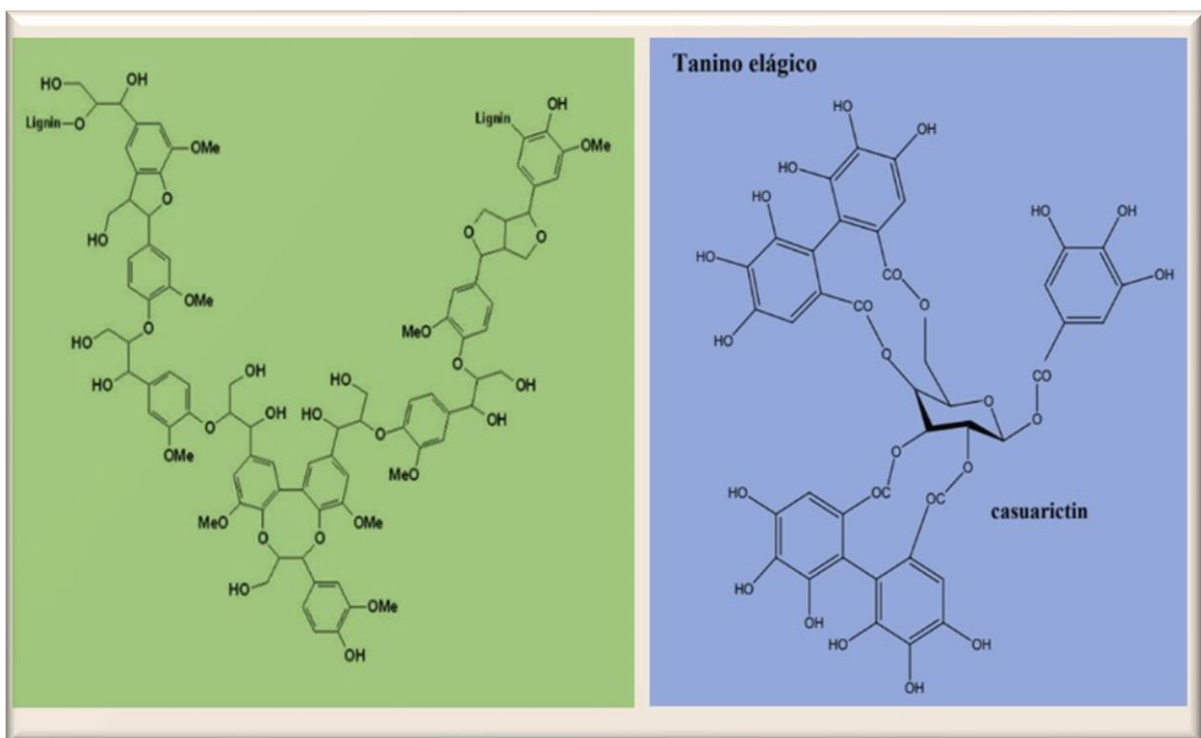 HO OH
OH
Lignin
Lignin—O
OMe OMe
O
O O
HO
OMe
O MeO
HO
O
OH
HO HO OH
OH HO OH
O O
OMe
MeO
MeO OMe
O O
HO
OMe
OH
Tanino elágico
HO
OH
HO
HO
HO OH
HO
CO OH
CO O
HO
O
CO
O
O
O
O
OC
HO OC
casuarictin
HO
OH
HO OH
OH